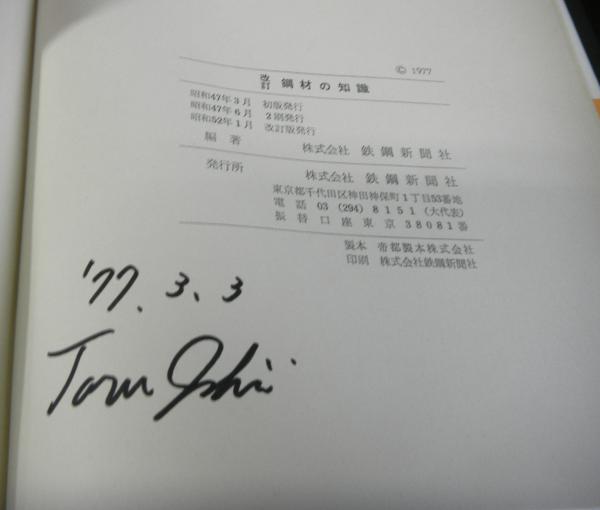 © 1977
改訂 鋼材の知識
昭和47年3月 初版発行
昭和47年6月 2刷発行
昭和52年1月 改訂版発行
編著 株式会社 鉄鋼新聞社
発行所 株式会社 鉄鋼新聞社
東京都千代田区神田神保町1丁目53番地
電話 03 (294) 8151 (大代表)
振替口座東京 38081番
製本 帝都製本株式会社
印刷 株式会社鉄鋼新聞社
'77. 3. 3
Toru Ishii